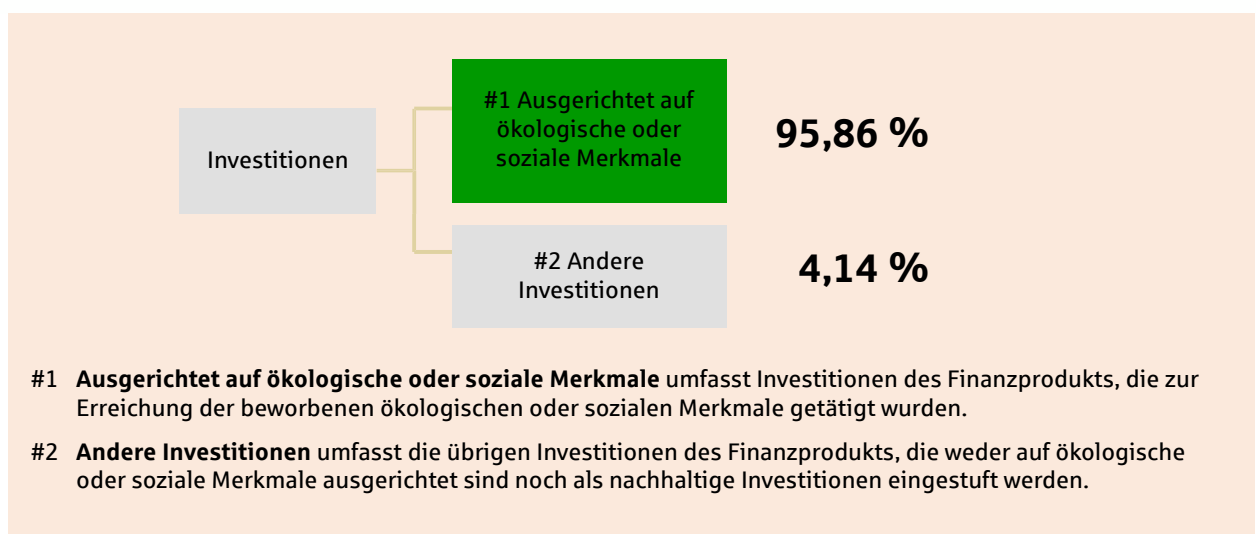 Investitionen
#1 Ausgerichtet auf
ökologische oder
soziale Merkmale
95,86 %
#2 Andere
Investitionen
4,14 %
#1 Ausgerichtet auf ökologische oder soziale Merkmale umfasst Investitionen des Finanzprodukts, die zur
Erreichung der beworbenen ökologischen oder sozialen Merkmale getätigt wurden.
#2 Andere Investitionen umfasst die übrigen Investitionen des Finanzprodukts, die weder auf ökologische
oder soziale Merkmale ausgerichtet sind noch als nachhaltige Investitionen eingestuft werden.